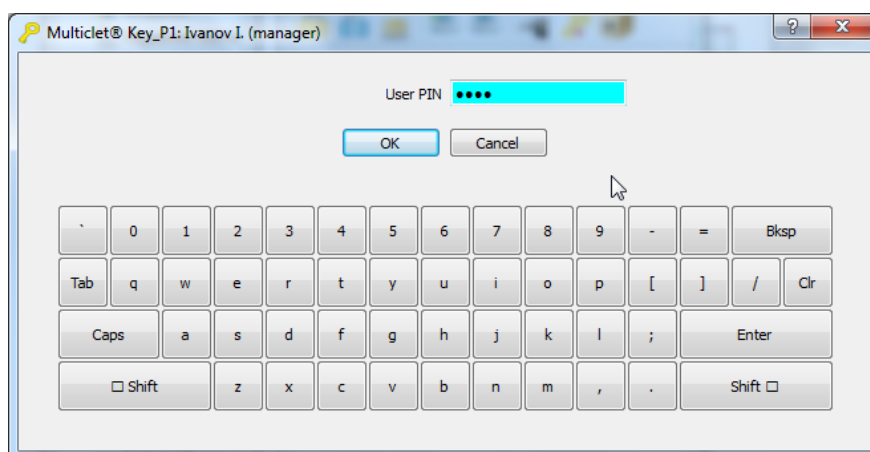 Multiclet® Key_P1: Ivanov I. (manager)
User PIN ●●●●
OK Cancel
` 0 1 2 3 4 5 6 7 8 9 - = Bksp
Tab q w e r t y u i o p [ ] / Clr
Caps a s d f g h j k l ; Enter
□ Shift z x c v b n m , . Shift □